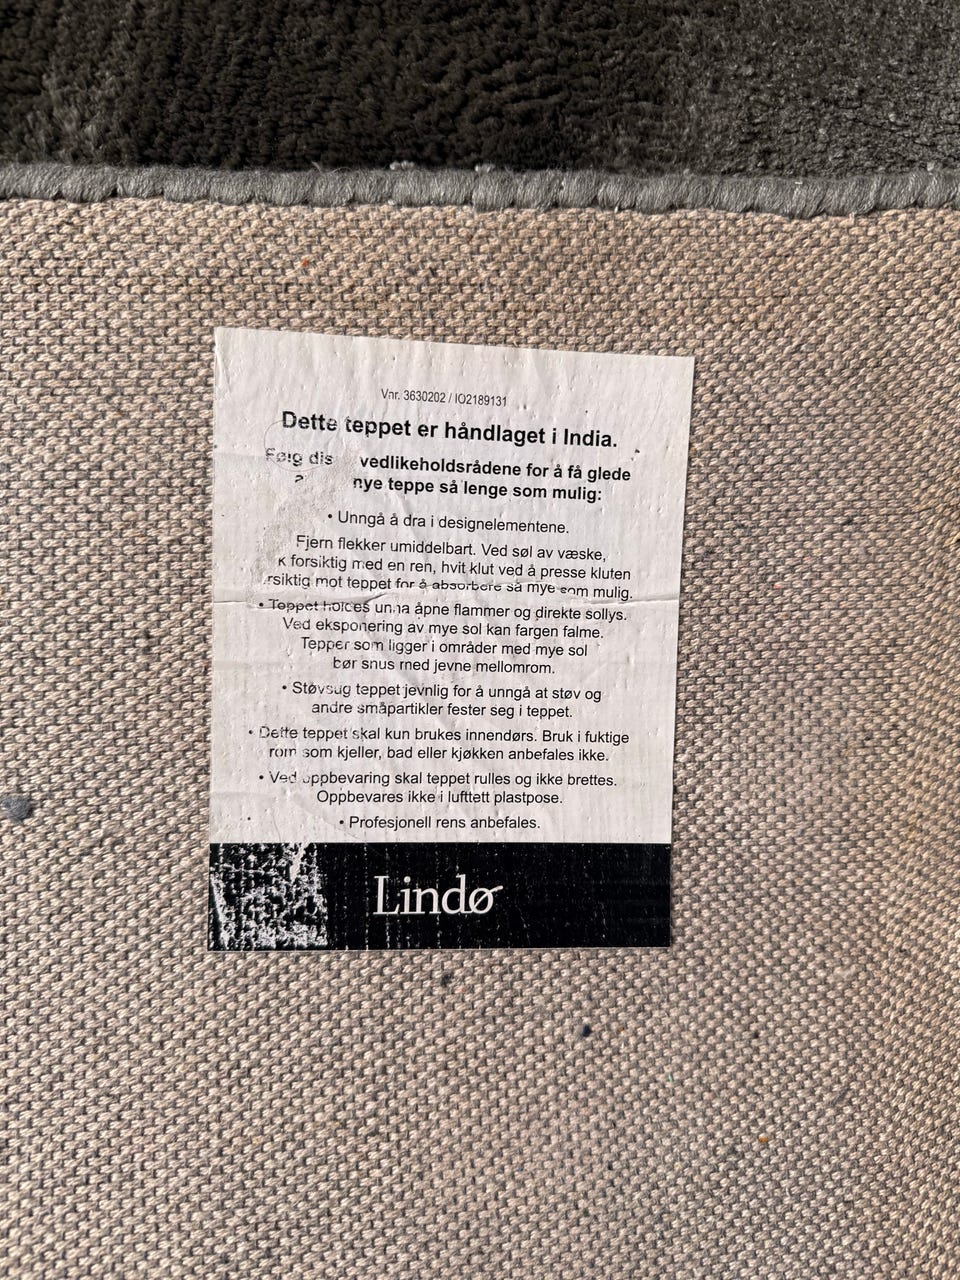 Vnr. 3630202 / IO2189131
Dette teppet er håndlaget i India.
Følg vedlikeholdsrådene for å få glede
nye teppe så lenge som mulig:
• Unngå å dra i designelementene.
Fjern flekker umiddelbart. Ved søl av væske,
forsiktig med en ren, hvit klut ved å presse kluten
mot teppet for å absorbere så mye som mulig.
• Teppet holdes unna åpne flammer og direkte sollys.
Ved eksponering av mye sol kan fargen falme.
Tepper som ligger i områder med mye sol
bør snus med jevne mellomrom.
• Støvsug teppet jevnlig for å unngå at støv og
andre småpartikler fester seg i teppet.
• Dette teppet skal kun brukes innendørs. Bruk i fuktige
rom som kjeller, bad eller kjøkken anbefales ikke.
• Ved oppbevaring skal teppet rulles og ikke brettes.
Oppbevares ikke i lufttett plastpose.
• Profesjonell rens anbefales.
Lindø